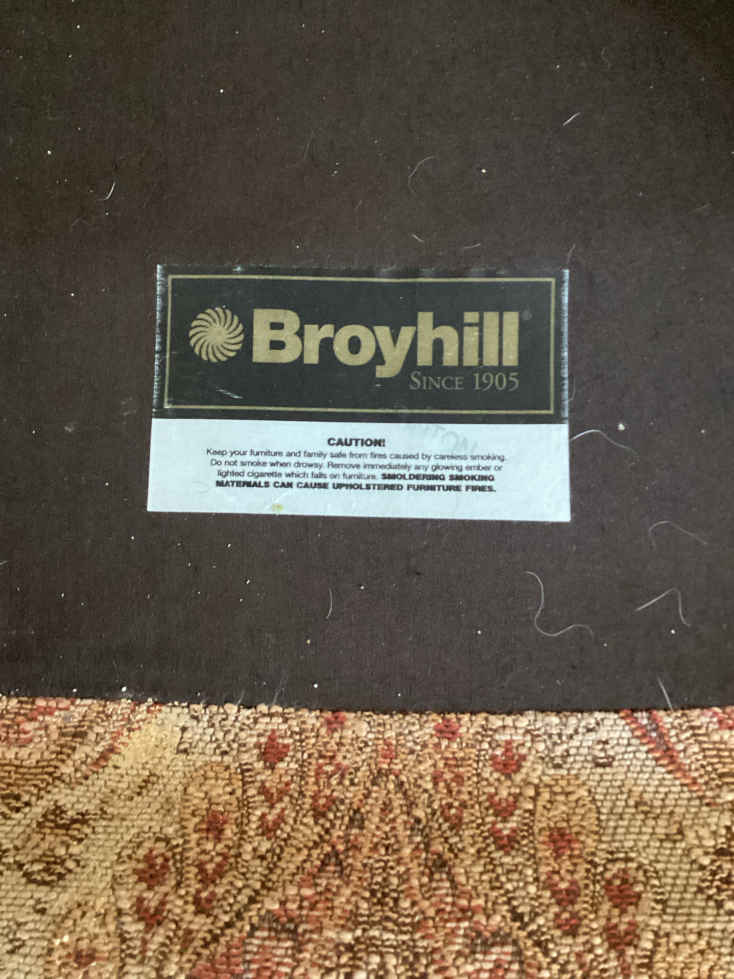 Broyhill
SINCE 1905
CAUTION!
Keep your furniture and family safe from fires caused by careless smoking.
Do not smoke when drowsy. Remove immediately any glowing ember or
lighted cigarette which falls on furniture. SMOLDERING SMOKING
MATERIALS CAN CAUSE UPHOLSTERED FURNITURE FIRES.